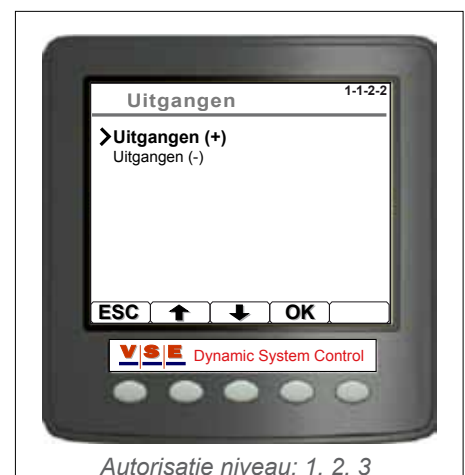 Uitgangen 1-1-2-2
Uitgangen (+)
Uitgangen (-)
ESC OK
VSE Dynamic System Control
Autorisatie niveau: 1, 2, 3